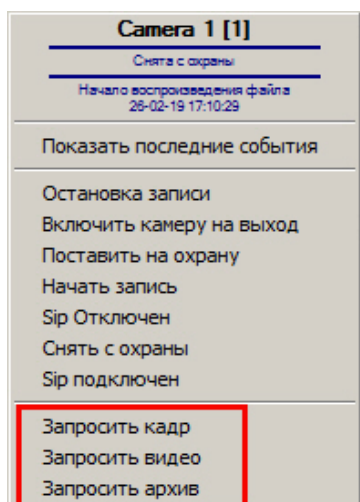 Camera 1 [1]
Снята с охраны
Начало воспроизведения файла
26-02-19 17:10:29
Показать последние события
Остановка записи
Включить камеру на выход
Поставить на охрану
Начать запись
Sip Отключен
Снять с охраны
Sip подключен
Запросить кадр
Запросить видео
Запросить архив